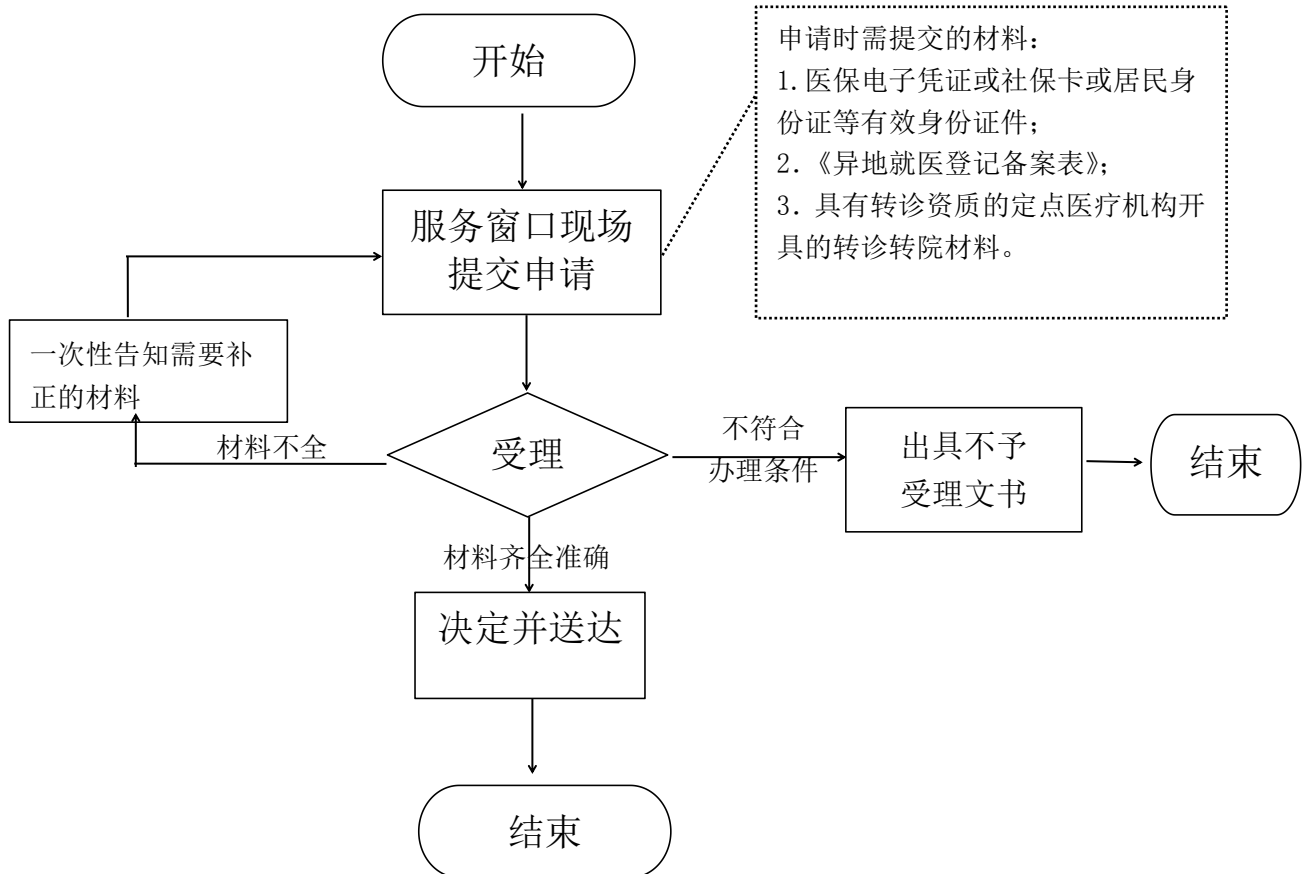 开始
申请时需提交的材料：
1.医保电子凭证或社保卡或居民身
份证等有效身份证件；
2.《异地就医登记备案表》；
3. 具有转诊资质的定点医疗机构开
具的转诊转院材料。
服务窗口现场
提交申请
一次性告知需要补
正的材料
材料不全
受理
不符合
办理条件
出具不予
受理文书
结束
材料齐全准确
决定并送达
结束